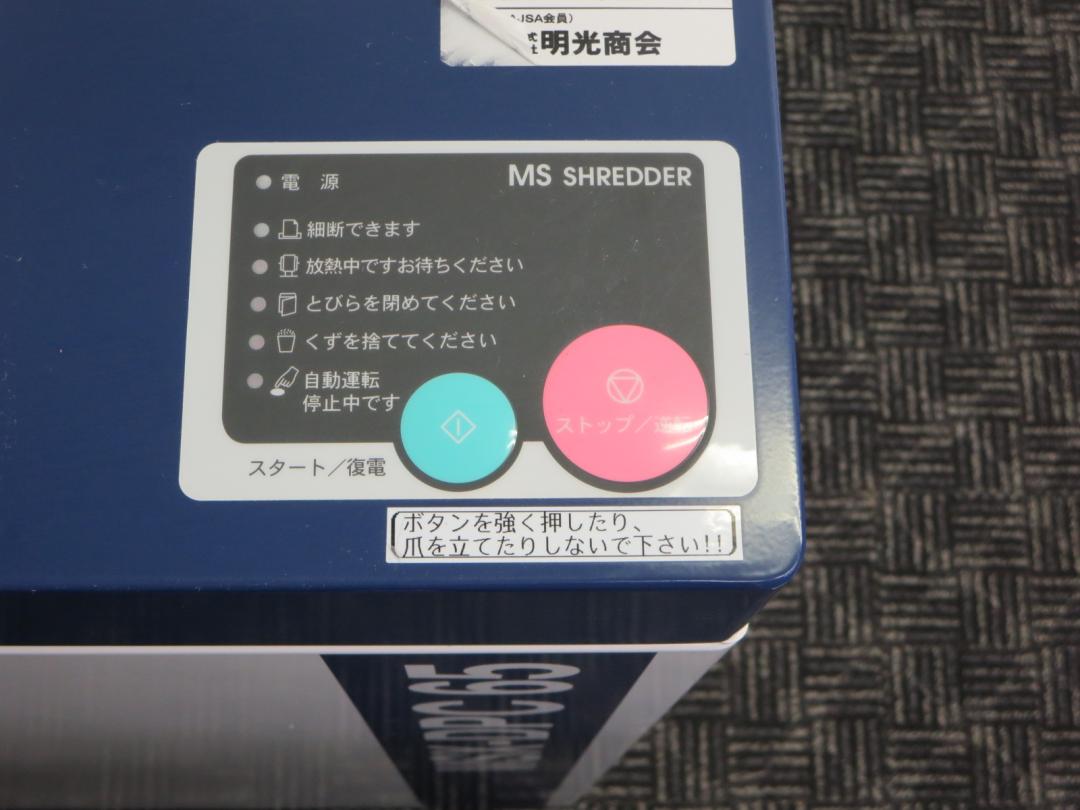 AJSA会員)
明光商会
電 源
MS SHREDDER
細断できます
放熱中ですお待ちください
とびらを閉めてください
くずを捨ててください
自動運転
停止中です
ストップ/逆転
スタート/復電
ボタンを強く押したり、
爪を立てたりしないで下さい!!
C65